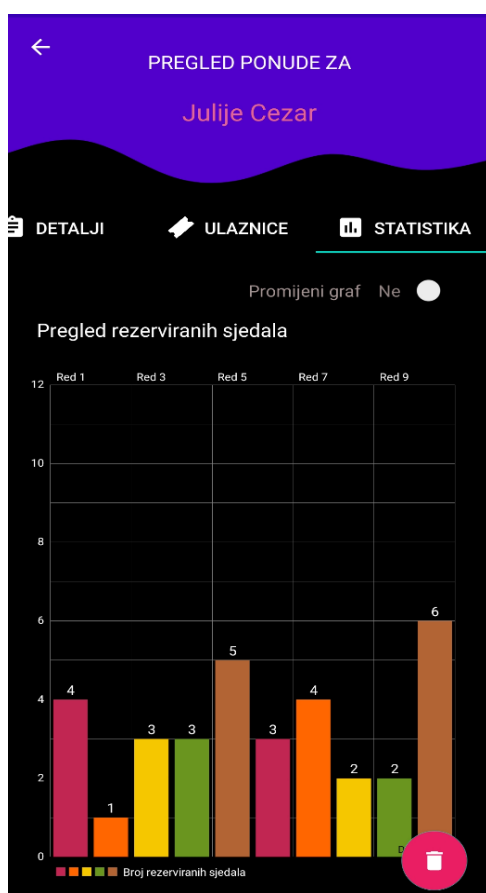 PREGLED PONUDE ZA
Julije Cezar
DETALJI ULAZNICE STATISTIKA
Promijeni graf Ne
Pregled rezerviranih sjedala
Red 1 Red 3 Red 5 Red 7 Red 9
12
10
8
6
4
2
0
4 1 3 3 5 3 4 2 2 6
Broj rezerviranih sjedala